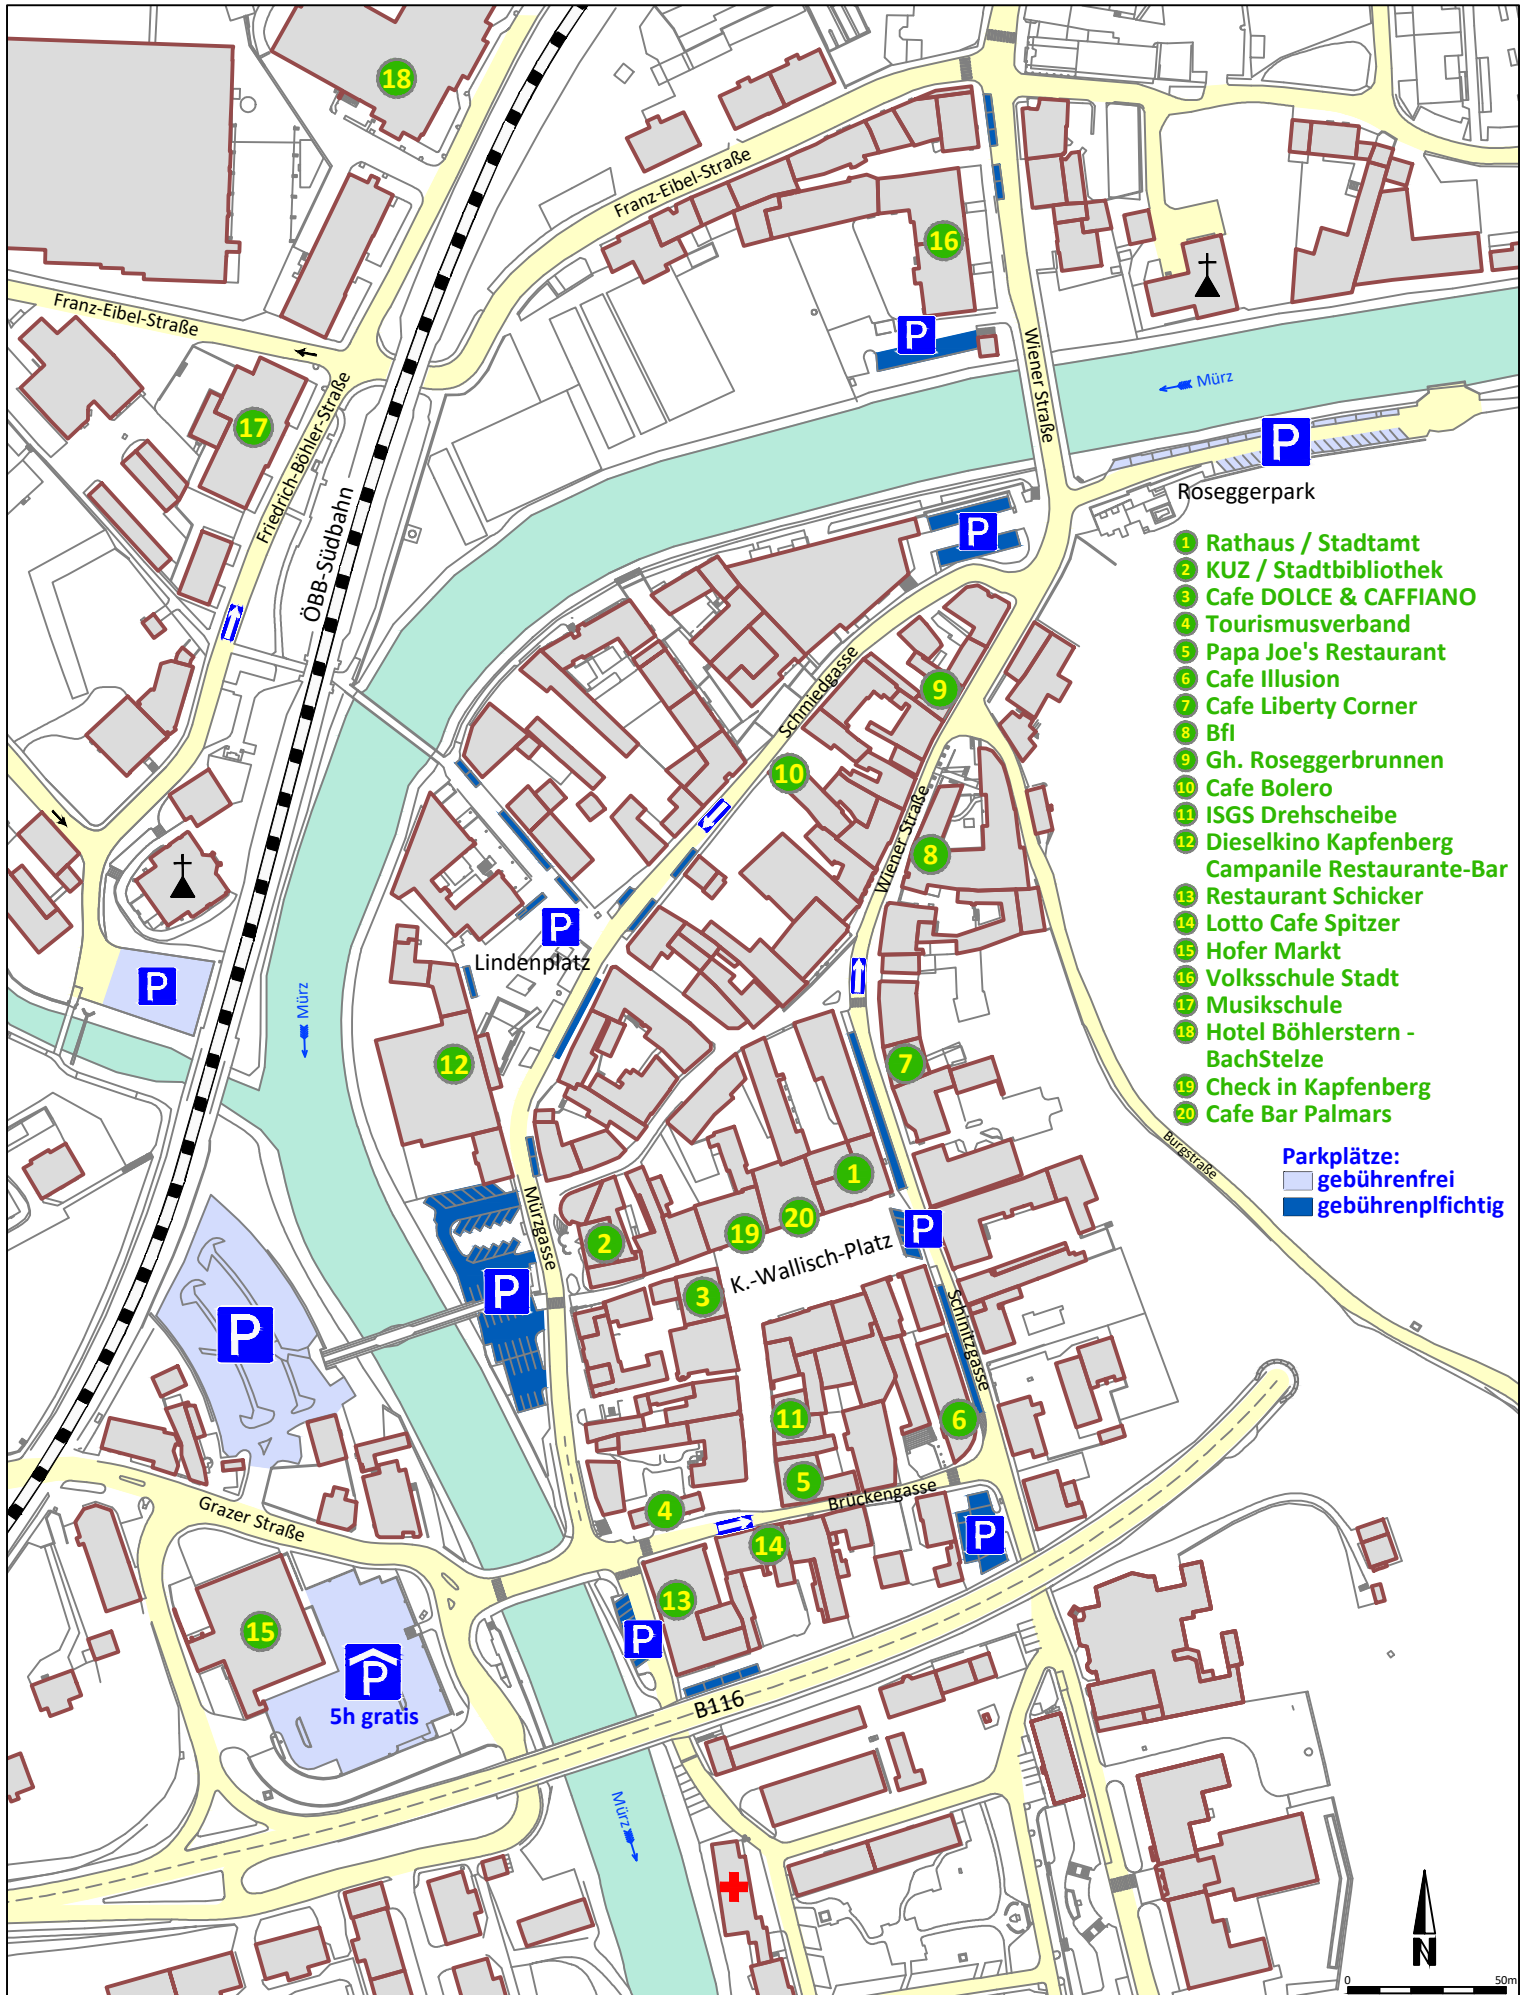 18
Franz-Eibel-Straße
16
Franz-Eibel-Straße
P
Wiener Straße
Mürz
17
Friedrich-Böhler-Straße
P
Roseggerpark
ÖBB-Südbahn
P
1 Rathaus / Stadtamt
2 KUZ / Stadtbibliothek
3 Cafe DOLCE & CAFFIANO
4 Tourismusverband
5 Papa Joe's Restaurant
6 Cafe Illusion
7 Cafe Liberty Corner
8 Bfl
9 Gh. Roseggerbrunnen
10 Cafe Bolero
11 ISGS Drehscheibe
12 Dieselkino Kapfenberg
Campanile Restaurante-Bar
13 Restaurant Schicker
14 Lotto Cafe Spitzer
15 Hofer Markt
16 Volksschule Stadt
17 Musikschule
18 Hotel Böhlerstern -
BachStelze
19 Check in Kapfenberg
20 Cafe Bar Palmars
Parkplätze:
gebührenfrei
gebührenplfichtig
Schmiedgasse
9
10
Wiener Straße
8
P
Lindenplatz
P
Mürz
12
7
Burgstraße
1
Mürzgasse
20
2
19
P
K.-Wallisch-Platz
3
P
P
Schinitzgasse
11
6
5
4
Brückengasse
Grazer Straße
14
P
13
15
P
P
5h gratis
B116
Mürz
N
0
50m